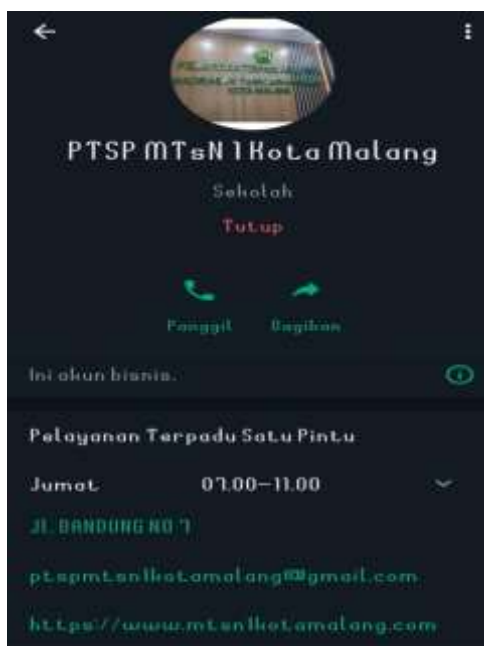 PTSP MTsN 1 Kota Malang
Sekolah
Tutup
Panggil Bagikan
Ini akun bisnis.
Pelayanan Terpadu Satu Pintu
Jumat 07.00–11.00
JL. BANDUNG NO 7
ptspmtsn1kotamalang@gmail.com
https://www.mtsn1kotamalang.com